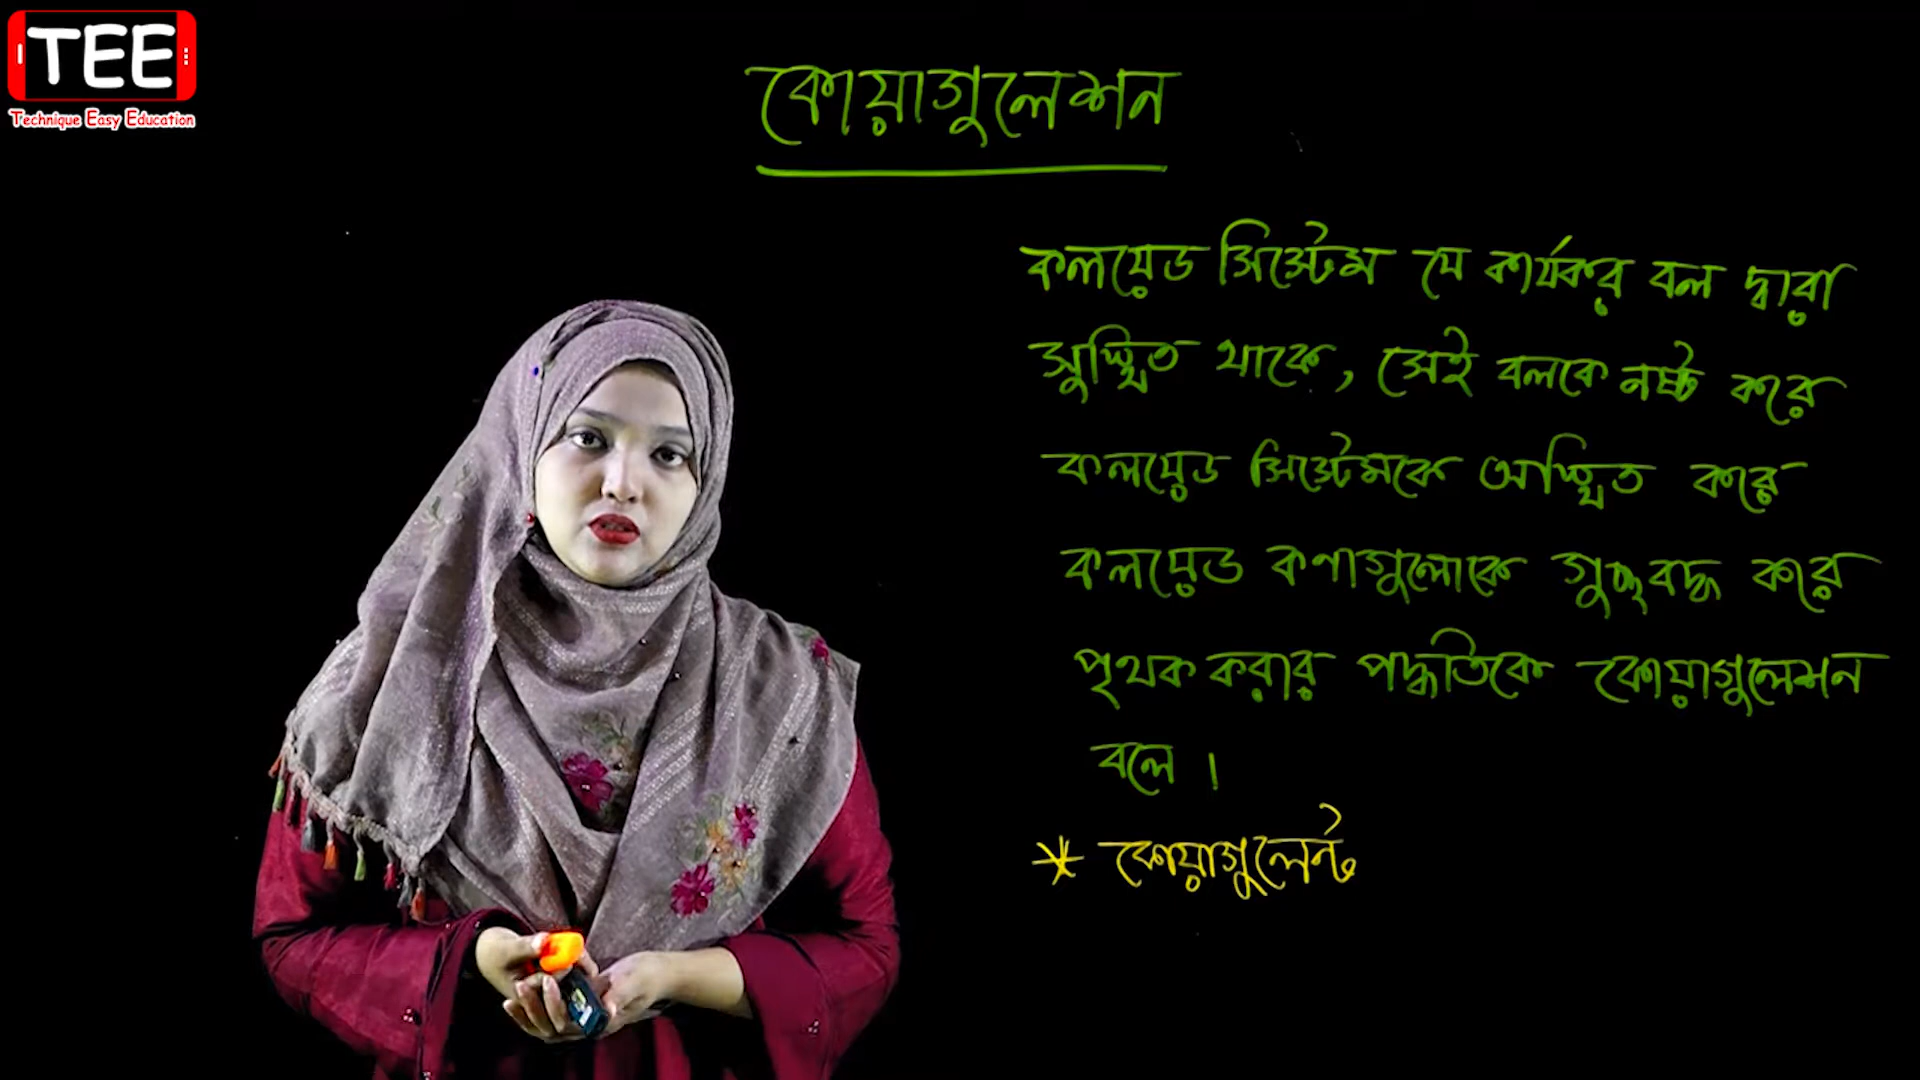 TEE
Technique Easy Education
কোয়াগুলেশন
কলয়েড সিস্টেম যে কার্যকর বল দ্বারা
সুস্থিত থাকে, সেই বলকে নষ্ট করে
কলয়েড সিস্টেমকে অস্থিত করে
কলয়েড কণাগুলোকে গুচ্ছবদ্ধ করে
পৃথক করার পদ্ধতিকে কোয়াগুলেশন
বলে ।
* কোয়াগুলেন্ট